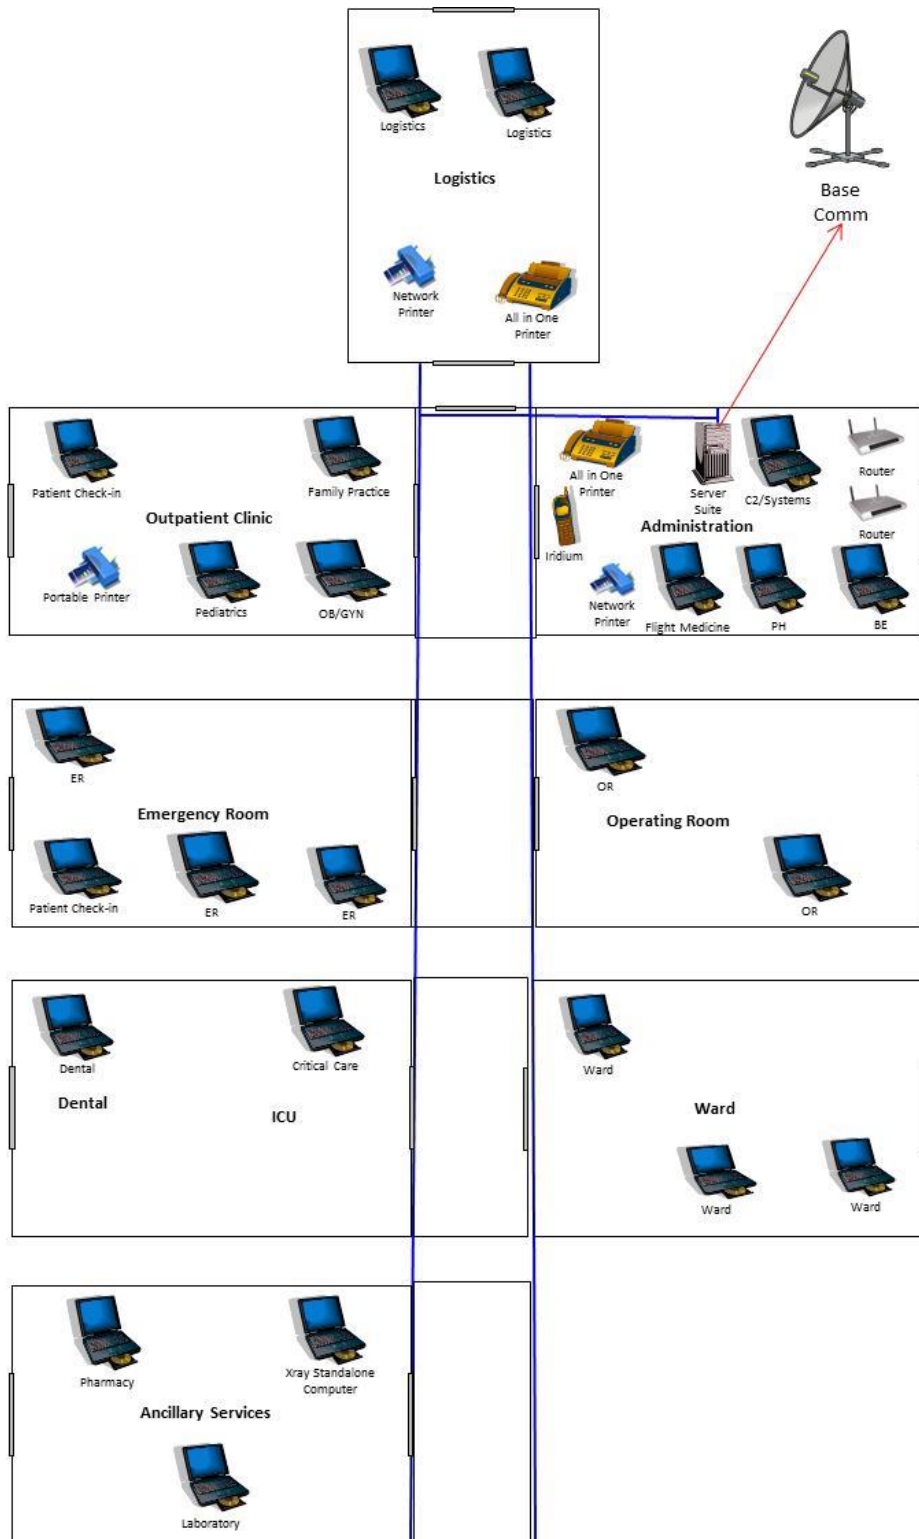 Logistics
Logistics
Logistics
Network
Printer
All in One
Printer
Base
Comm
Patient Check-in
Family Practice
Outpatient Clinic
Portable Printer
Pediatrics
OB/GYN
All in One
Printer
Server
Suite
C2/Systems
Router
Router
Iridium
Administration
Network
Printer
Flight Medicine
PH
BE
ER
Emergency Room
Patient Check-in
ER
ER
OR
Operating Room
OR
Dental
Critical Care
Dental
ICU
Ward
Ward
Ward
Ward
Pharmacy
Xray Standalone
Computer
Ancillary Services
Laboratory